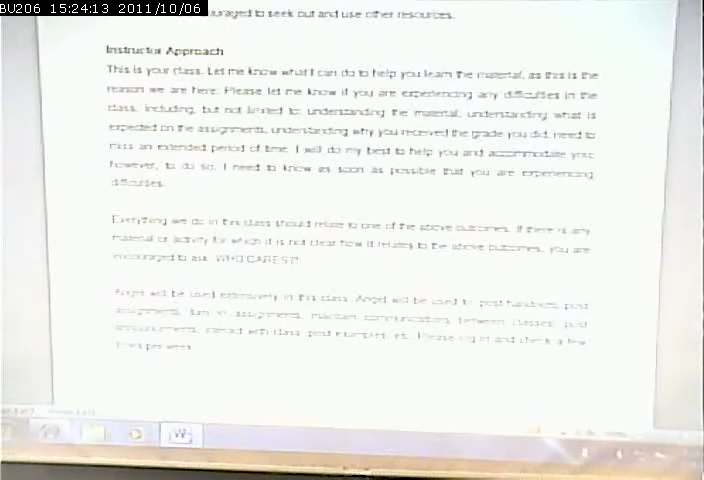 BU206 15:24:13 2011/10/06
ouraged to seek out and use other resources.
Instructor Approach
This is your class. Let me know what I can do to help you learn the material, as this is the
reason we are here. Please let me know if you are experiencing any difficulties in the
class, including, but not limited to: understanding the material, understanding what is
expected on the assignments, understanding why you received the grade you did, need to
miss an extended period of time. I will do my best to help you and accommodate you;
however, to do so, I need to know as soon as possible that you are experiencing
difficulties.
Everything we do in this class should relate to one of the above outcomes. If there is any
material or activity for which it is not clear how it relates to the above outcomes, you are
encouraged to ask, WHO CARES?!
Angel will be used extensively in this class. Angel will be used to: post handouts, post
assignments, turn in assignments, maintain communications between classes, post
announcements, with class, post examples, etc. Please log in and check a few
times per week.